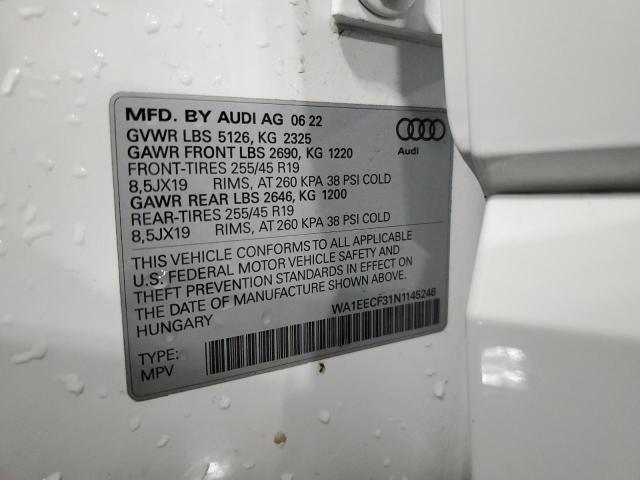 MFD. BY AUDI AG 06 22
GVWR LBS 5126, KG 2325
GAWR FRONT LBS 2690, KG 1220
FRONT-TIRES 255/45 R19
8,5JX19 RIMS, AT 260 KPA 38 PSI COLD
GAWR REAR LBS 2646, KG 1200
REAR-TIRES 255/45 R19
8,5JX19 RIMS, AT 260 KPA 38 PSI COLD
Audi
THIS VEHICLE CONFORMS TO ALL APPLICABLE
U.S. FEDERAL MOTOR VEHICLE SAFETY AND
THEFT PREVENTION STANDARDS IN EFFECT ON
THE DATE OF MANUFACTURE SHOWN ABOVE.
HUNGARY
WA1EECF31N1145246
TYPE:
MPV